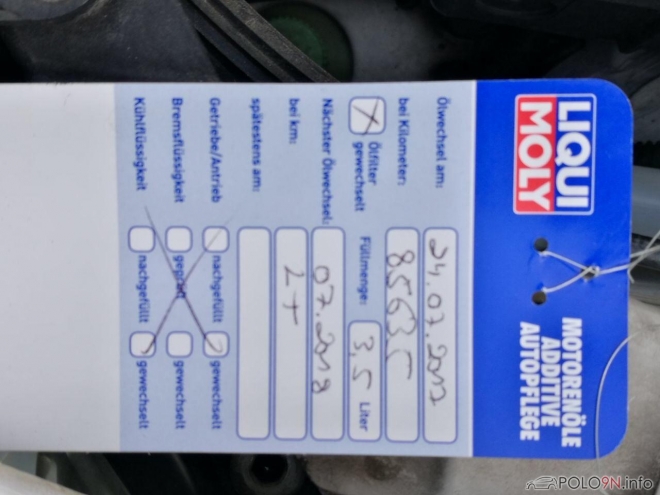 LIQUI
MOLY
MOTORENÖLE
ADDITIVE
AUTOPFLEGE
Ölwechsel am: 24.07.2017
bei Kilometer: 85635
X Ölfilter gewechselt Füllmenge: 3,5 Liter
Nächster Ölwechsel: 07.2018
bei km:
spätestens am:
Getriebe/Antrieb nachgefüllt gewechselt
Bremsflüssigkeit geprüft gewechselt
Kühlflüssigkeit nachgefüllt gewechselt
POLO9N.info